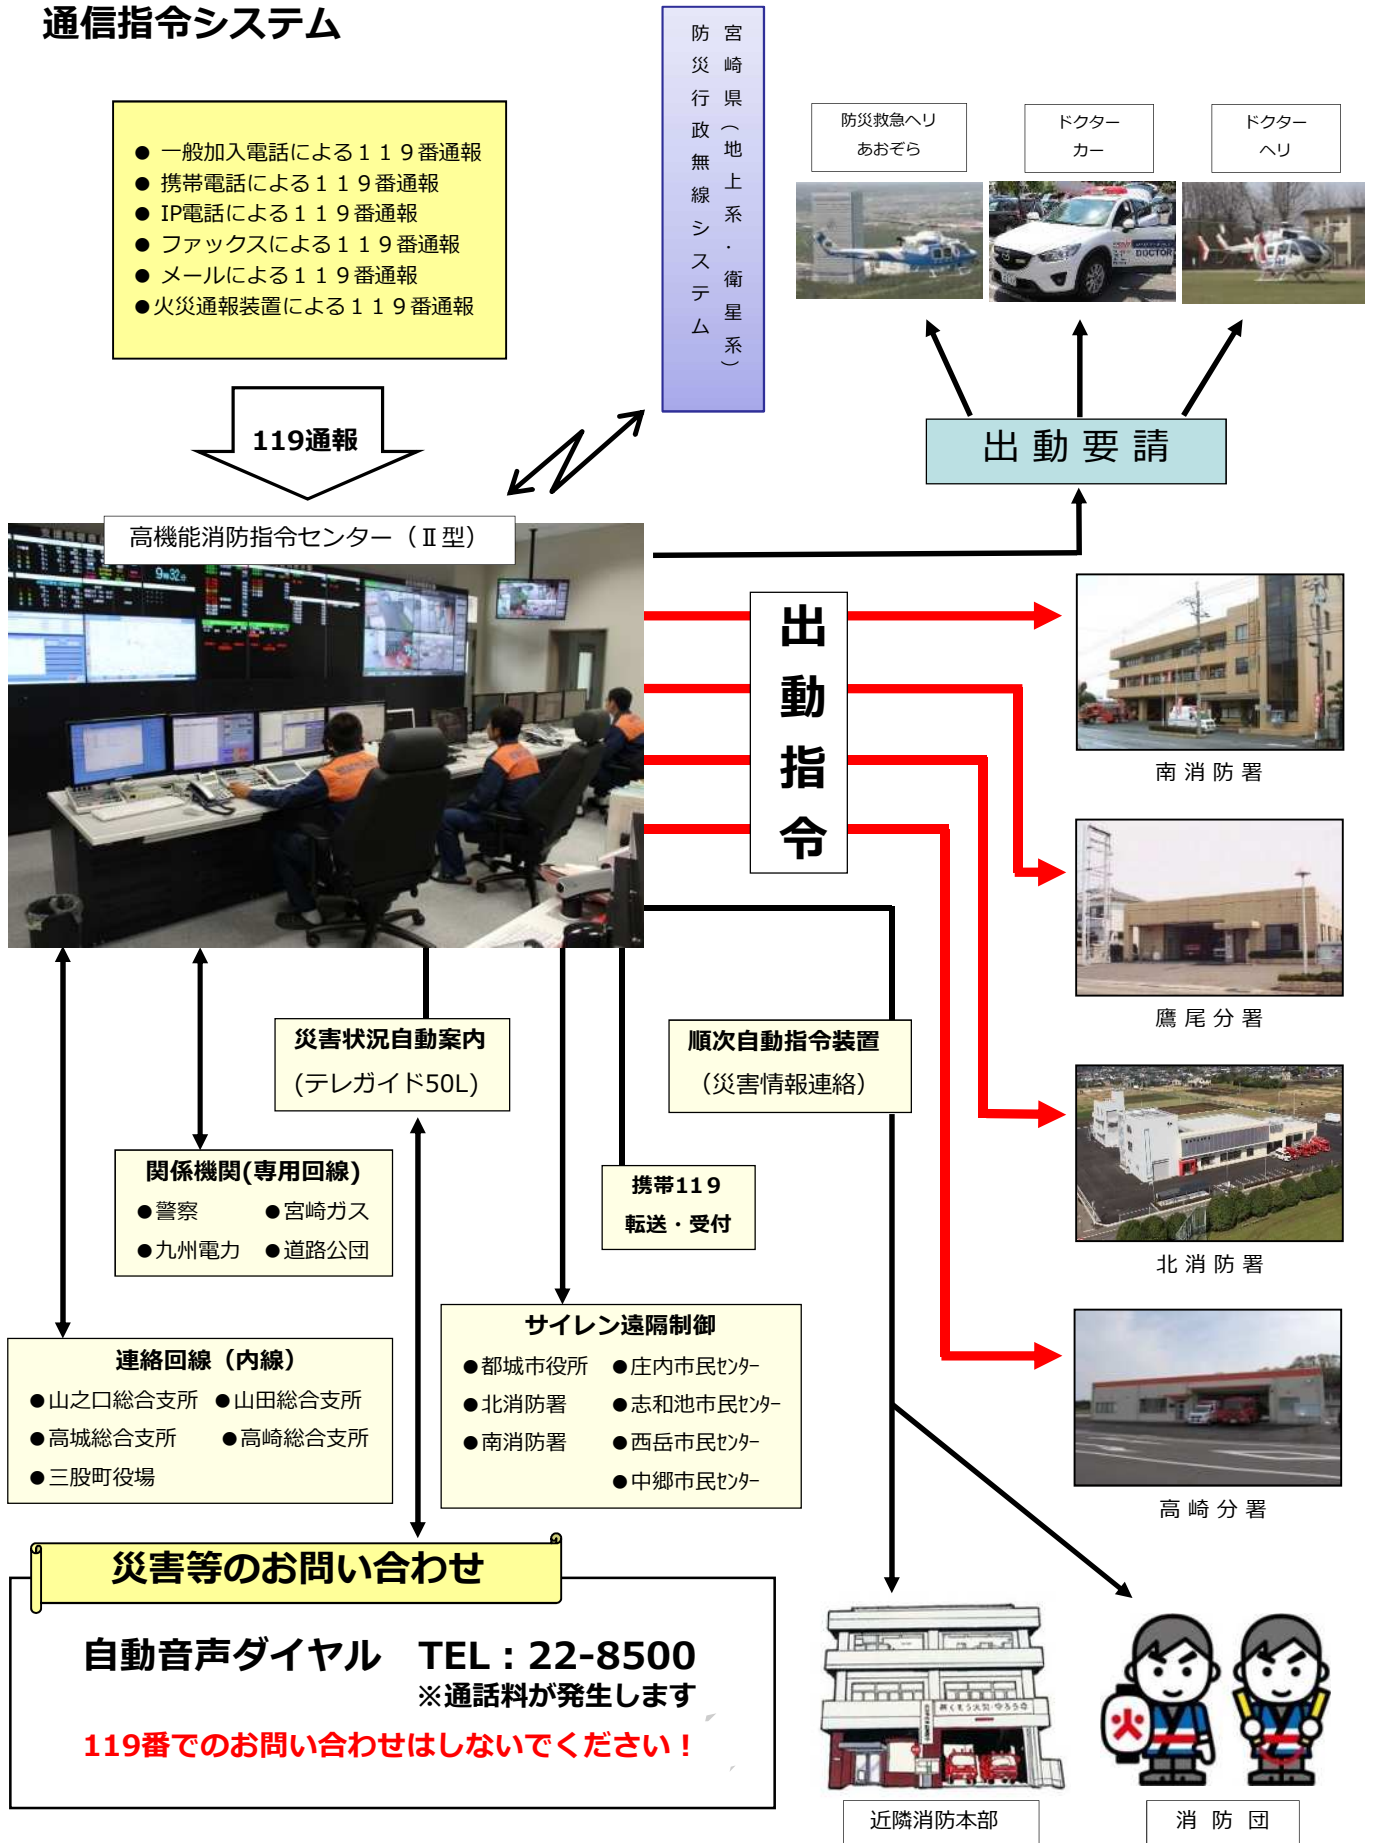 通信指令システム
宮崎県（地上系・衛星系）
防災行政無線システム
● 一般加入電話による１１９番通報
● 携帯電話による１１９番通報
● IP電話による１１９番通報
● ファックスによる１１９番通報
● メールによる１１９番通報
●火災通報装置による１１９番通報
防災救急ヘリ
あおぞら
ドクター
カー
ドクター
ヘリ
DOCTOR
119通報
出動要請
高機能消防指令センター（Ⅱ型）
出動指令
南消防署
鷹尾分署
北消防署
高崎分署
災害状況自動案内
(テレガイド50L)
順次自動指令装置
（災害情報連絡）
関係機関(専用回線)
●警察 ●宮崎ガス
●九州電力 ●道路公団
携帯119
転送・受付
サイレン遠隔制御
●都城市役所 ●庄内市民ｾﾝﾀｰ
●北消防署 ●志和池市民ｾﾝﾀｰ
●南消防署 ●西岳市民ｾﾝﾀｰ
●中郷市民ｾﾝﾀｰ
連絡回線（内線）
●山之口総合支所 ●山田総合支所
●高城総合支所 ●高崎総合支所
●三股町役場
災害等のお問い合わせ
自動音声ダイヤル TEL：22-8500
※通話料が発生します
119番でのお問い合わせはしないでください！
火
近隣消防本部
消防団